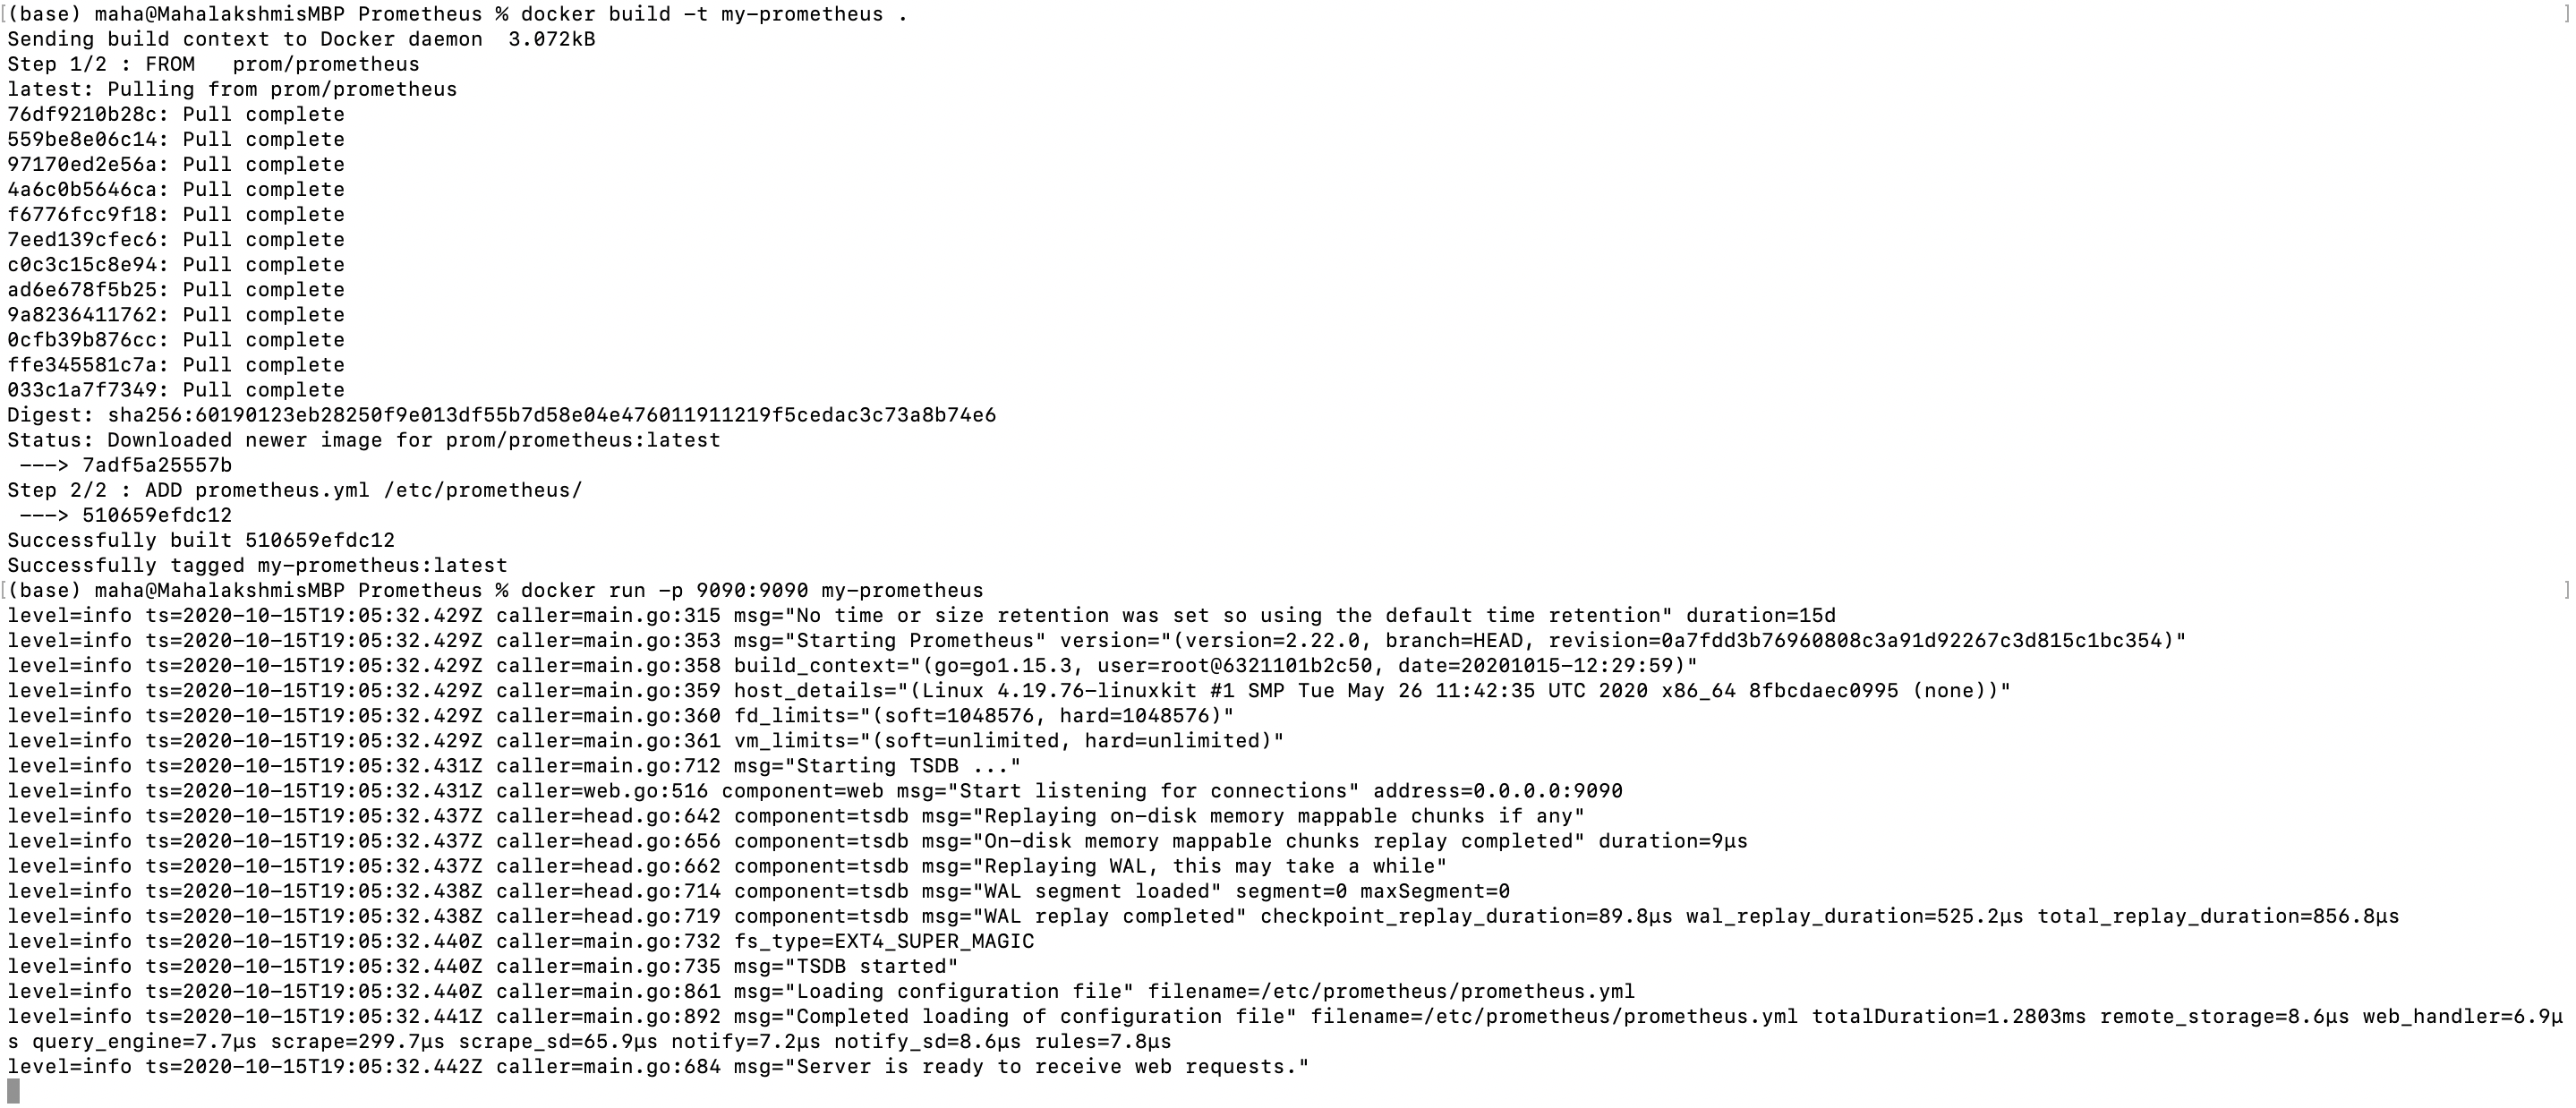 [(base) maha@MahalakshmisMBP Prometheus % docker build -t my-prometheus . ]
Sending build context to Docker daemon  3.072kB
Step 1/2 : FROM   prom/prometheus
latest: Pulling from prom/prometheus
76df9210b28c: Pull complete
559be8e06c14: Pull complete
97170ed2e56a: Pull complete
4a6c0b5646ca: Pull complete
f6776fcc9f18: Pull complete
7eed139cfec6: Pull complete
c0c3c15c8e94: Pull complete
ad6e678f5b25: Pull complete
9a8236411762: Pull complete
0cfb39b876cc: Pull complete
ffe345581c7a: Pull complete
033c1a7f7349: Pull complete
Digest: sha256:60190123eb28250f9e013df55b7d58e04e476011911219f5cedac3c73a8b74e6
Status: Downloaded newer image for prom/prometheus:latest
 ---> 7adf5a25557b
Step 2/2 : ADD prometheus.yml /etc/prometheus/
 ---> 510659efdc12
Successfully built 510659efdc12
Successfully tagged my-prometheus:latest
[(base) maha@MahalakshmisMBP Prometheus % docker run -p 9090:9090 my-prometheus ]
level=info ts=2020-10-15T19:05:32.429Z caller=main.go:315 msg="No time or size retention was set so using the default time retention" duration=15d
level=info ts=2020-10-15T19:05:32.429Z caller=main.go:353 msg="Starting Prometheus" version="(version=2.22.0, branch=HEAD, revision=0a7fdd3b76960808c3a91d92267c3d815c1bc354)"
level=info ts=2020-10-15T19:05:32.429Z caller=main.go:358 build_context="(go=go1.15.3, user=root@6321101b2c50, date=20201015-12:29:59)"
level=info ts=2020-10-15T19:05:32.429Z caller=main.go:359 host_details="(Linux 4.19.76-linuxkit #1 SMP Tue May 26 11:42:35 UTC 2020 x86_64 8fbcdaec0995 (none))"
level=info ts=2020-10-15T19:05:32.429Z caller=main.go:360 fd_limits="(soft=1048576, hard=1048576)"
level=info ts=2020-10-15T19:05:32.429Z caller=main.go:361 vm_limits="(soft=unlimited, hard=unlimited)"
level=info ts=2020-10-15T19:05:32.431Z caller=main.go:712 msg="Starting TSDB ..."
level=info ts=2020-10-15T19:05:32.431Z caller=web.go:516 component=web msg="Start listening for connections" address=0.0.0.0:9090
level=info ts=2020-10-15T19:05:32.437Z caller=head.go:642 component=tsdb msg="Replaying on-disk memory mappable chunks if any"
level=info ts=2020-10-15T19:05:32.437Z caller=head.go:656 component=tsdb msg="On-disk memory mappable chunks replay completed" duration=9µs
level=info ts=2020-10-15T19:05:32.437Z caller=head.go:662 component=tsdb msg="Replaying WAL, this may take a while"
level=info ts=2020-10-15T19:05:32.438Z caller=head.go:714 component=tsdb msg="WAL segment loaded" segment=0 maxSegment=0
level=info ts=2020-10-15T19:05:32.438Z caller=head.go:719 component=tsdb msg="WAL replay completed" checkpoint_replay_duration=89.8µs wal_replay_duration=525.2µs total_replay_duration=856.8µs
level=info ts=2020-10-15T19:05:32.440Z caller=main.go:732 fs_type=EXT4_SUPER_MAGIC
level=info ts=2020-10-15T19:05:32.440Z caller=main.go:735 msg="TSDB started"
level=info ts=2020-10-15T19:05:32.440Z caller=main.go:861 msg="Loading configuration file" filename=/etc/prometheus/prometheus.yml
level=info ts=2020-10-15T19:05:32.441Z caller=main.go:892 msg="Completed loading of configuration file" filename=/etc/prometheus/prometheus.yml totalDuration=1.2803ms remote_storage=8.6µs web_handler=6.9µ
s query_engine=7.7µs scrape=299.7µs scrape_sd=65.9µs notify=7.2µs notify_sd=8.6µs rules=7.8µs
level=info ts=2020-10-15T19:05:32.442Z caller=main.go:684 msg="Server is ready to receive web requests."